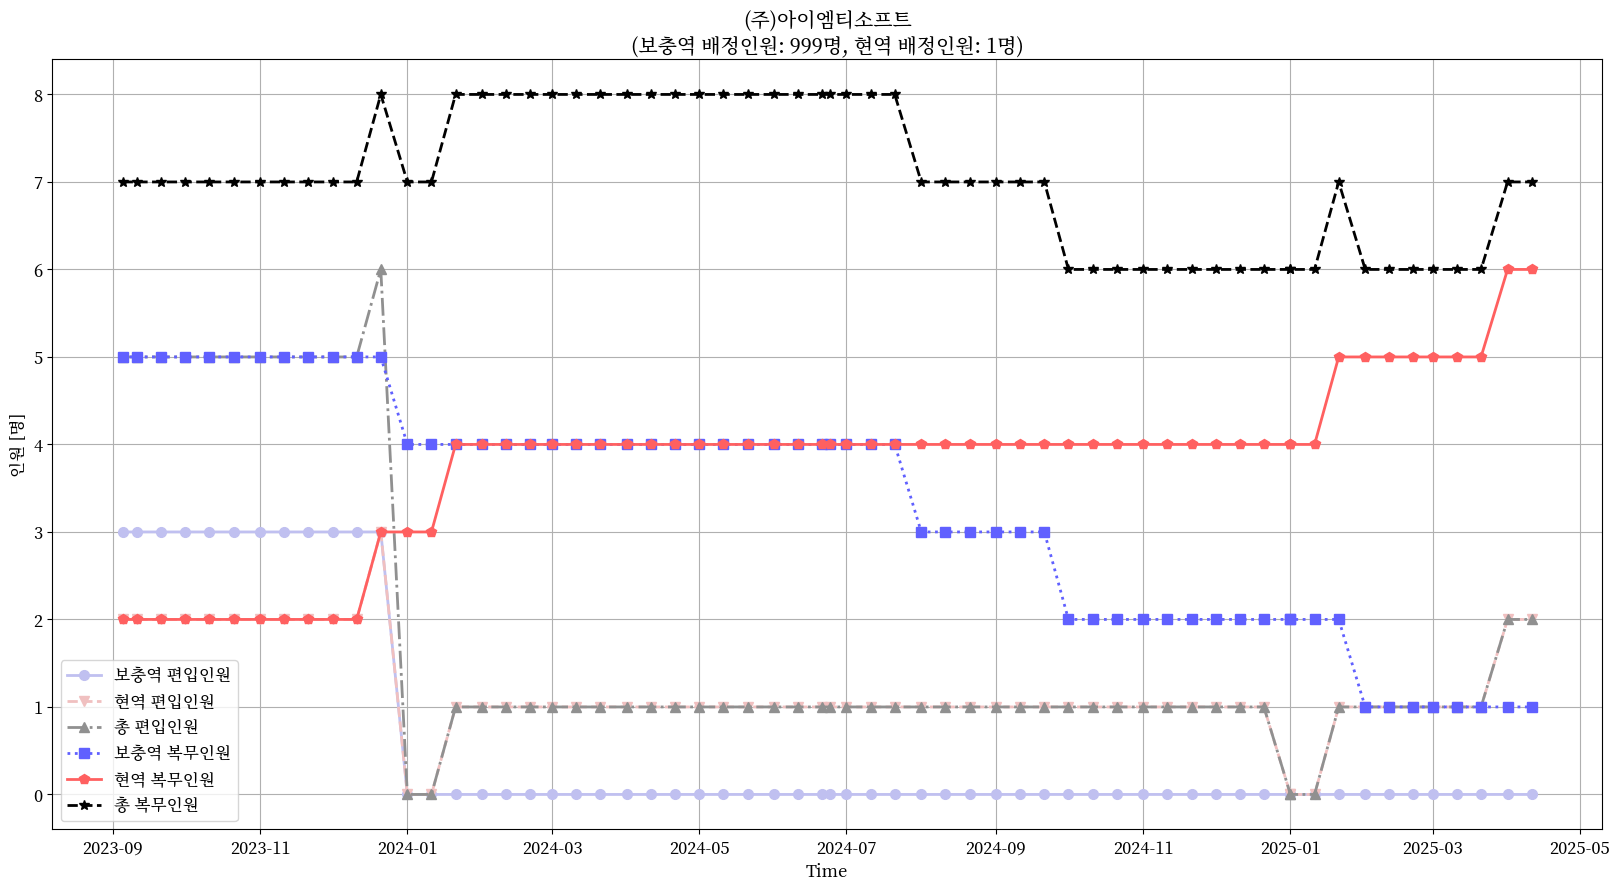 (주)아이엠티소프트
(보충역 배정인원: 999명, 현역 배정인원: 1명)
인원 [명]
8
7
6
5
4
3
2
1
0
보충역 편입인원
현역 편입인원
총 편입인원
보충역 복무인원
현역 복무인원
총 복무인원
2023-09 2023-11 2024-01 2024-03 2024-05 2024-07 2024-09 2024-11 2025-01 2025-03 2025-05
Time